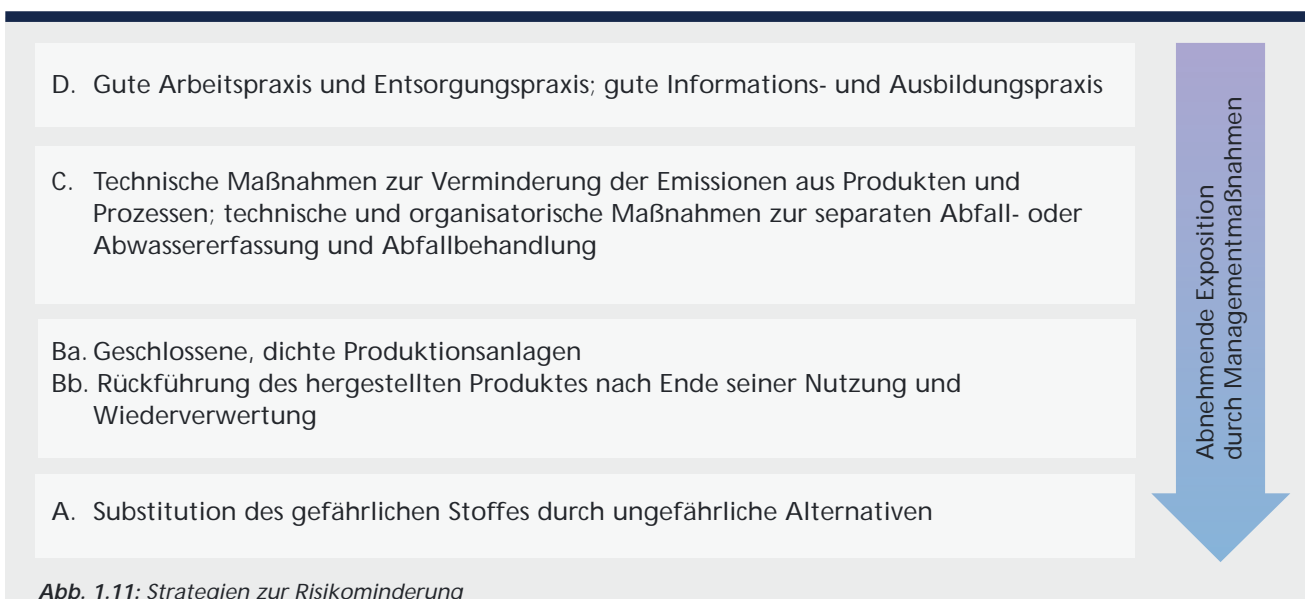 D. Gute Arbeitspraxis und Entsorgungspraxis; gute Informations- und Ausbildungspraxis
C. Technische Maßnahmen zur Verminderung der Emissionen aus Produkten und
Prozessen; technische und organisatorische Maßnahmen zur separaten Abfall- oder
Abwassererfassung und Abfallbehandlung
Ba. Geschlossene, dichte Produktionsanlagen
Bb. Rückführung des hergestellten Produktes nach Ende seiner Nutzung und
Wiederverwertung
A. Substitution des gefährlichen Stoffes durch ungefährliche Alternativen
Abnehmende Exposition
durch Managementmaßnahmen
Abb. 1.11: Strategien zur Risikominderung